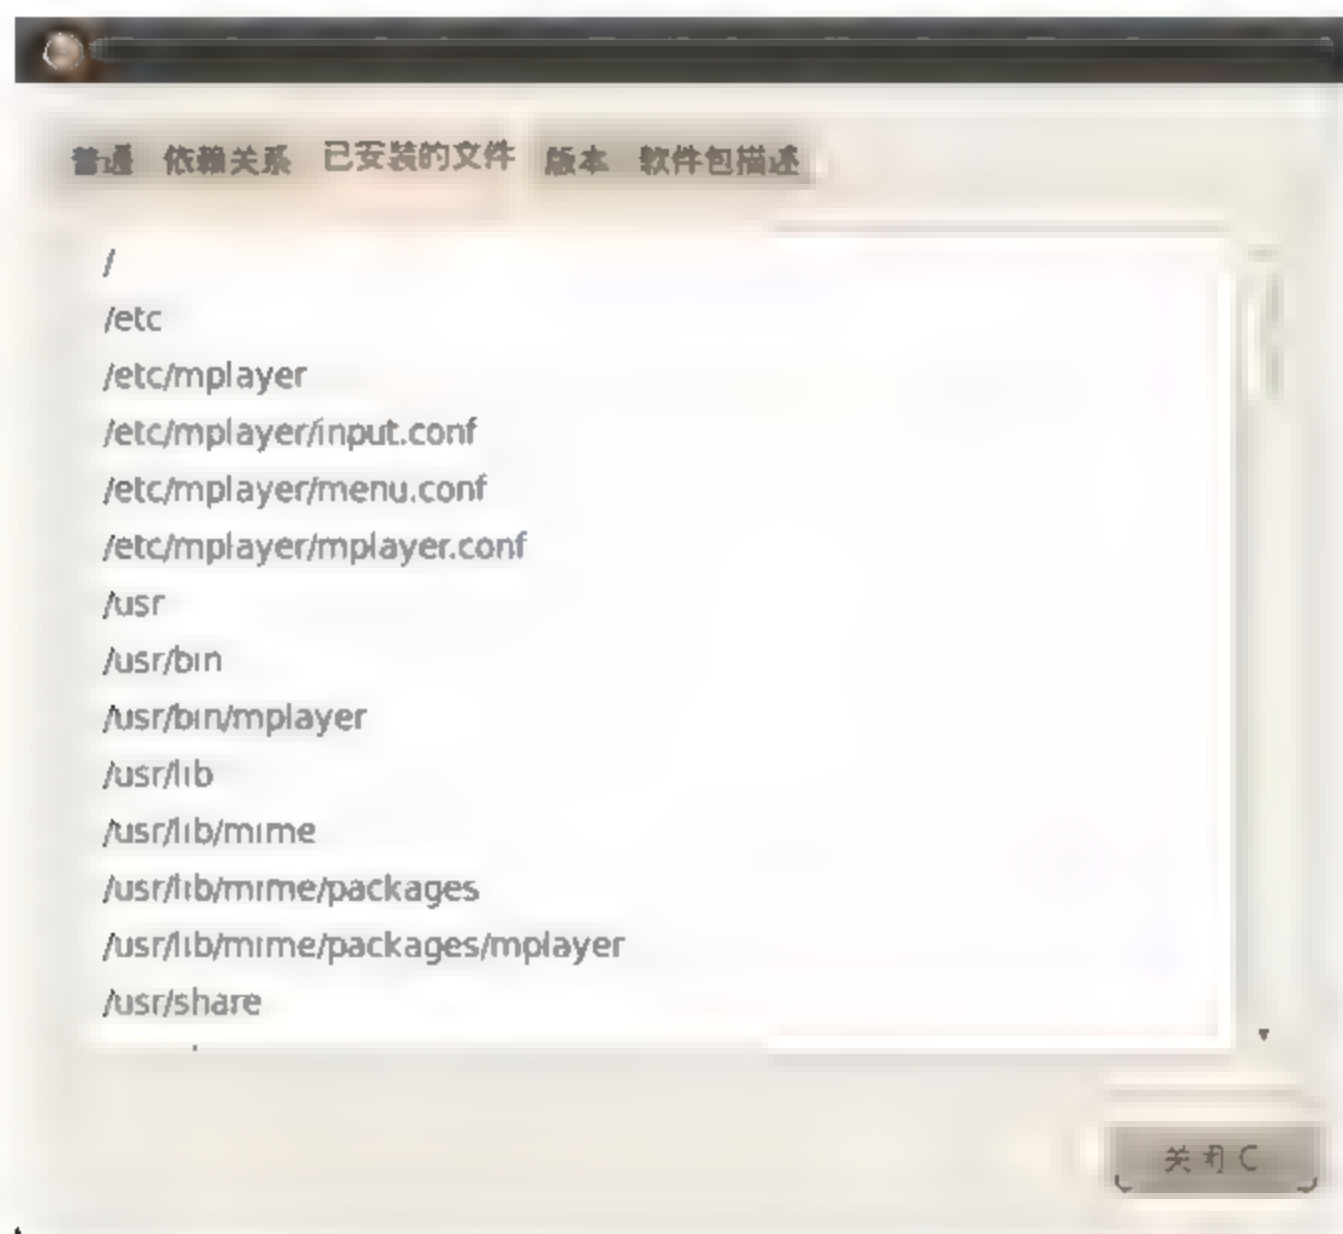 普通 依赖关系 已安装的文件 版本 软件包描述
/
/etc
/etc/mplayer
/etc/mplayer/input.conf
/etc/mplayer/menu.conf
/etc/mplayer/mplayer.conf
/usr
/usr/bin
/usr/bin/mplayer
/usr/lib
/usr/lib/mime
/usr/lib/mime/packages
/usr/lib/mime/packages/mplayer
/usr/share
关闭 C